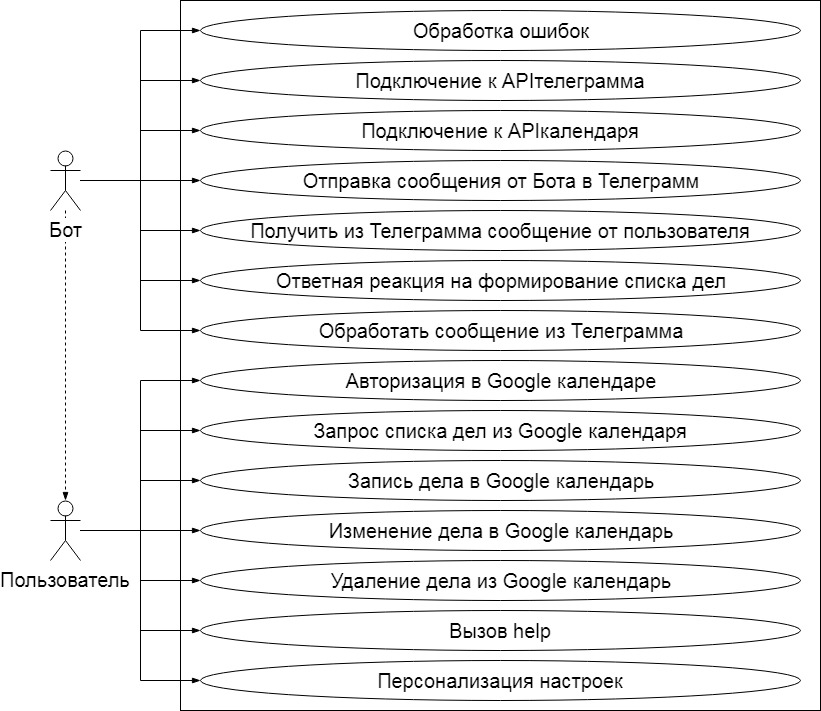 Обработка ошибок
Подключение к APIтелеграмма
Подключение к APIкалендаря
Отправка сообщения от Бота в Телеграмм
Бот
Получить из Телеграмма сообщение от пользователя
Ответная реакция на формирование списка дел
Обработать сообщение из Телеграмма
Авторизация в Google календаре
Запрос списка дел из Google календаря
Запись дела в Google календарь
Изменение дела в Google календарь
Пользователь
Удаление дела из Google календарь
Вызов help
Персонализация настроек